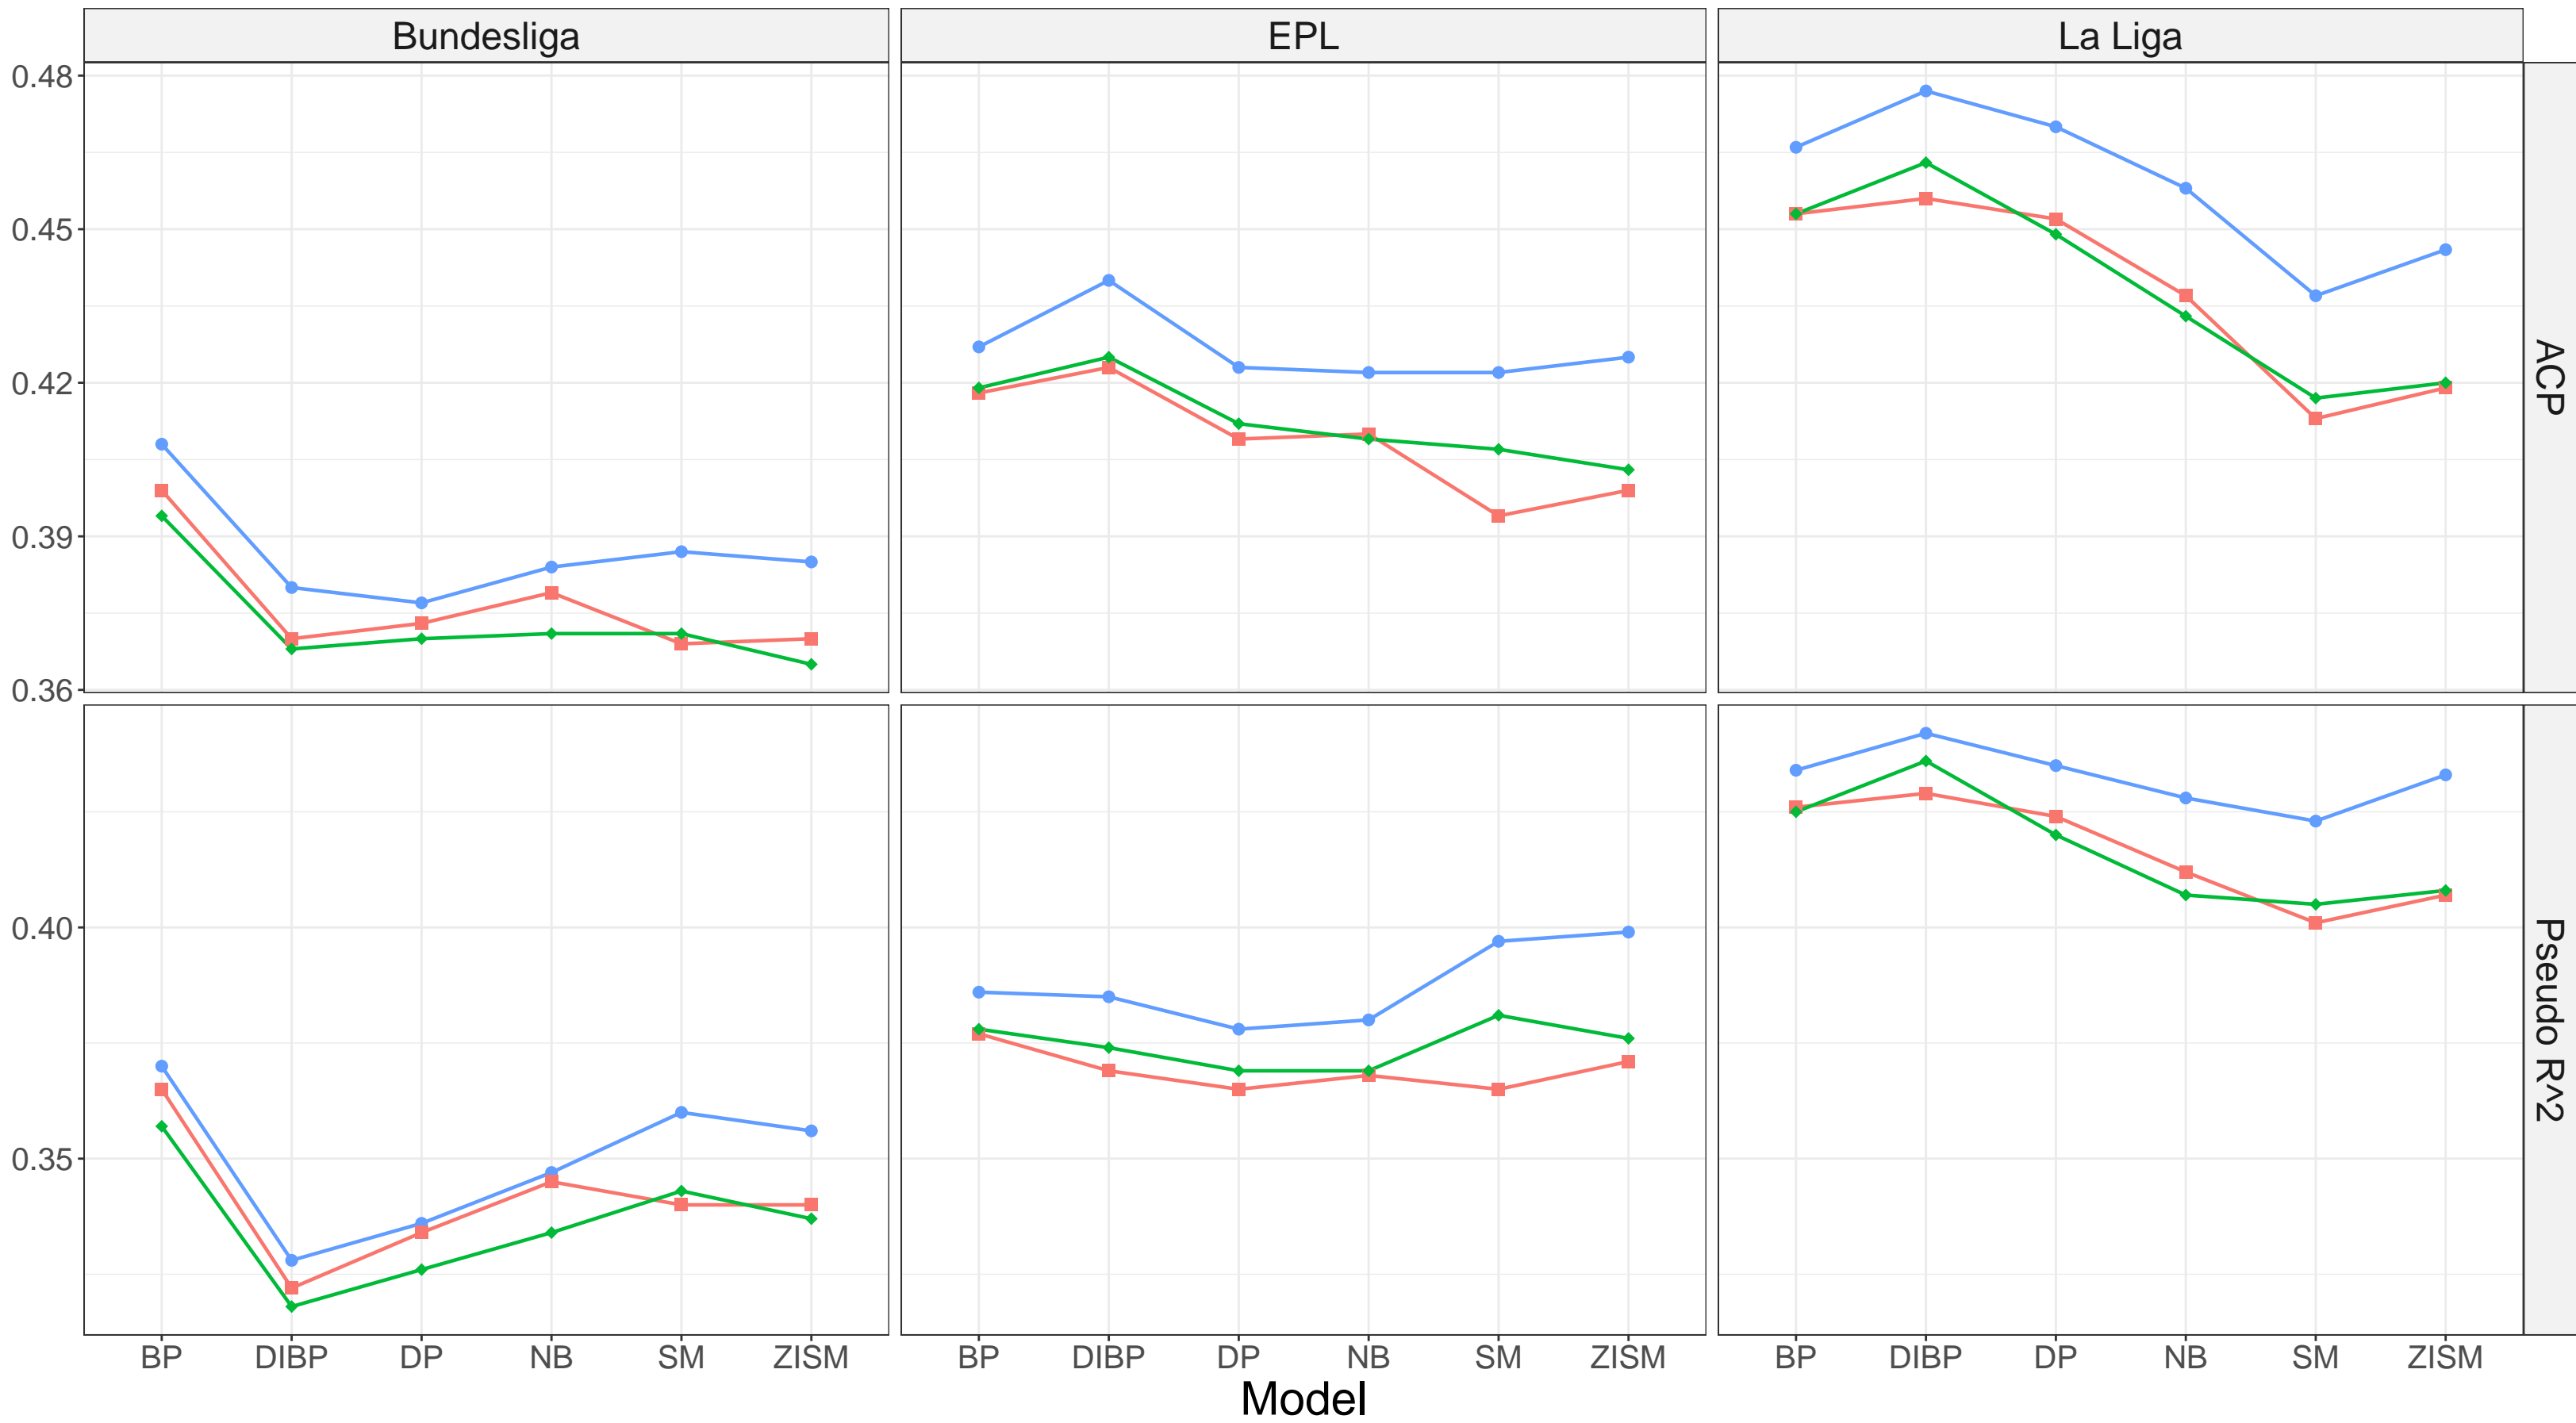 Bundesliga EPL La Liga
0.48
0.45
0.42
0.39
0.36
ACP
0.40
0.35
Pseudo R^2
BP DIBP DP NB SM ZISM BP DIBP DP NB SM ZISM BP DIBP DP NB SM ZISM
Model